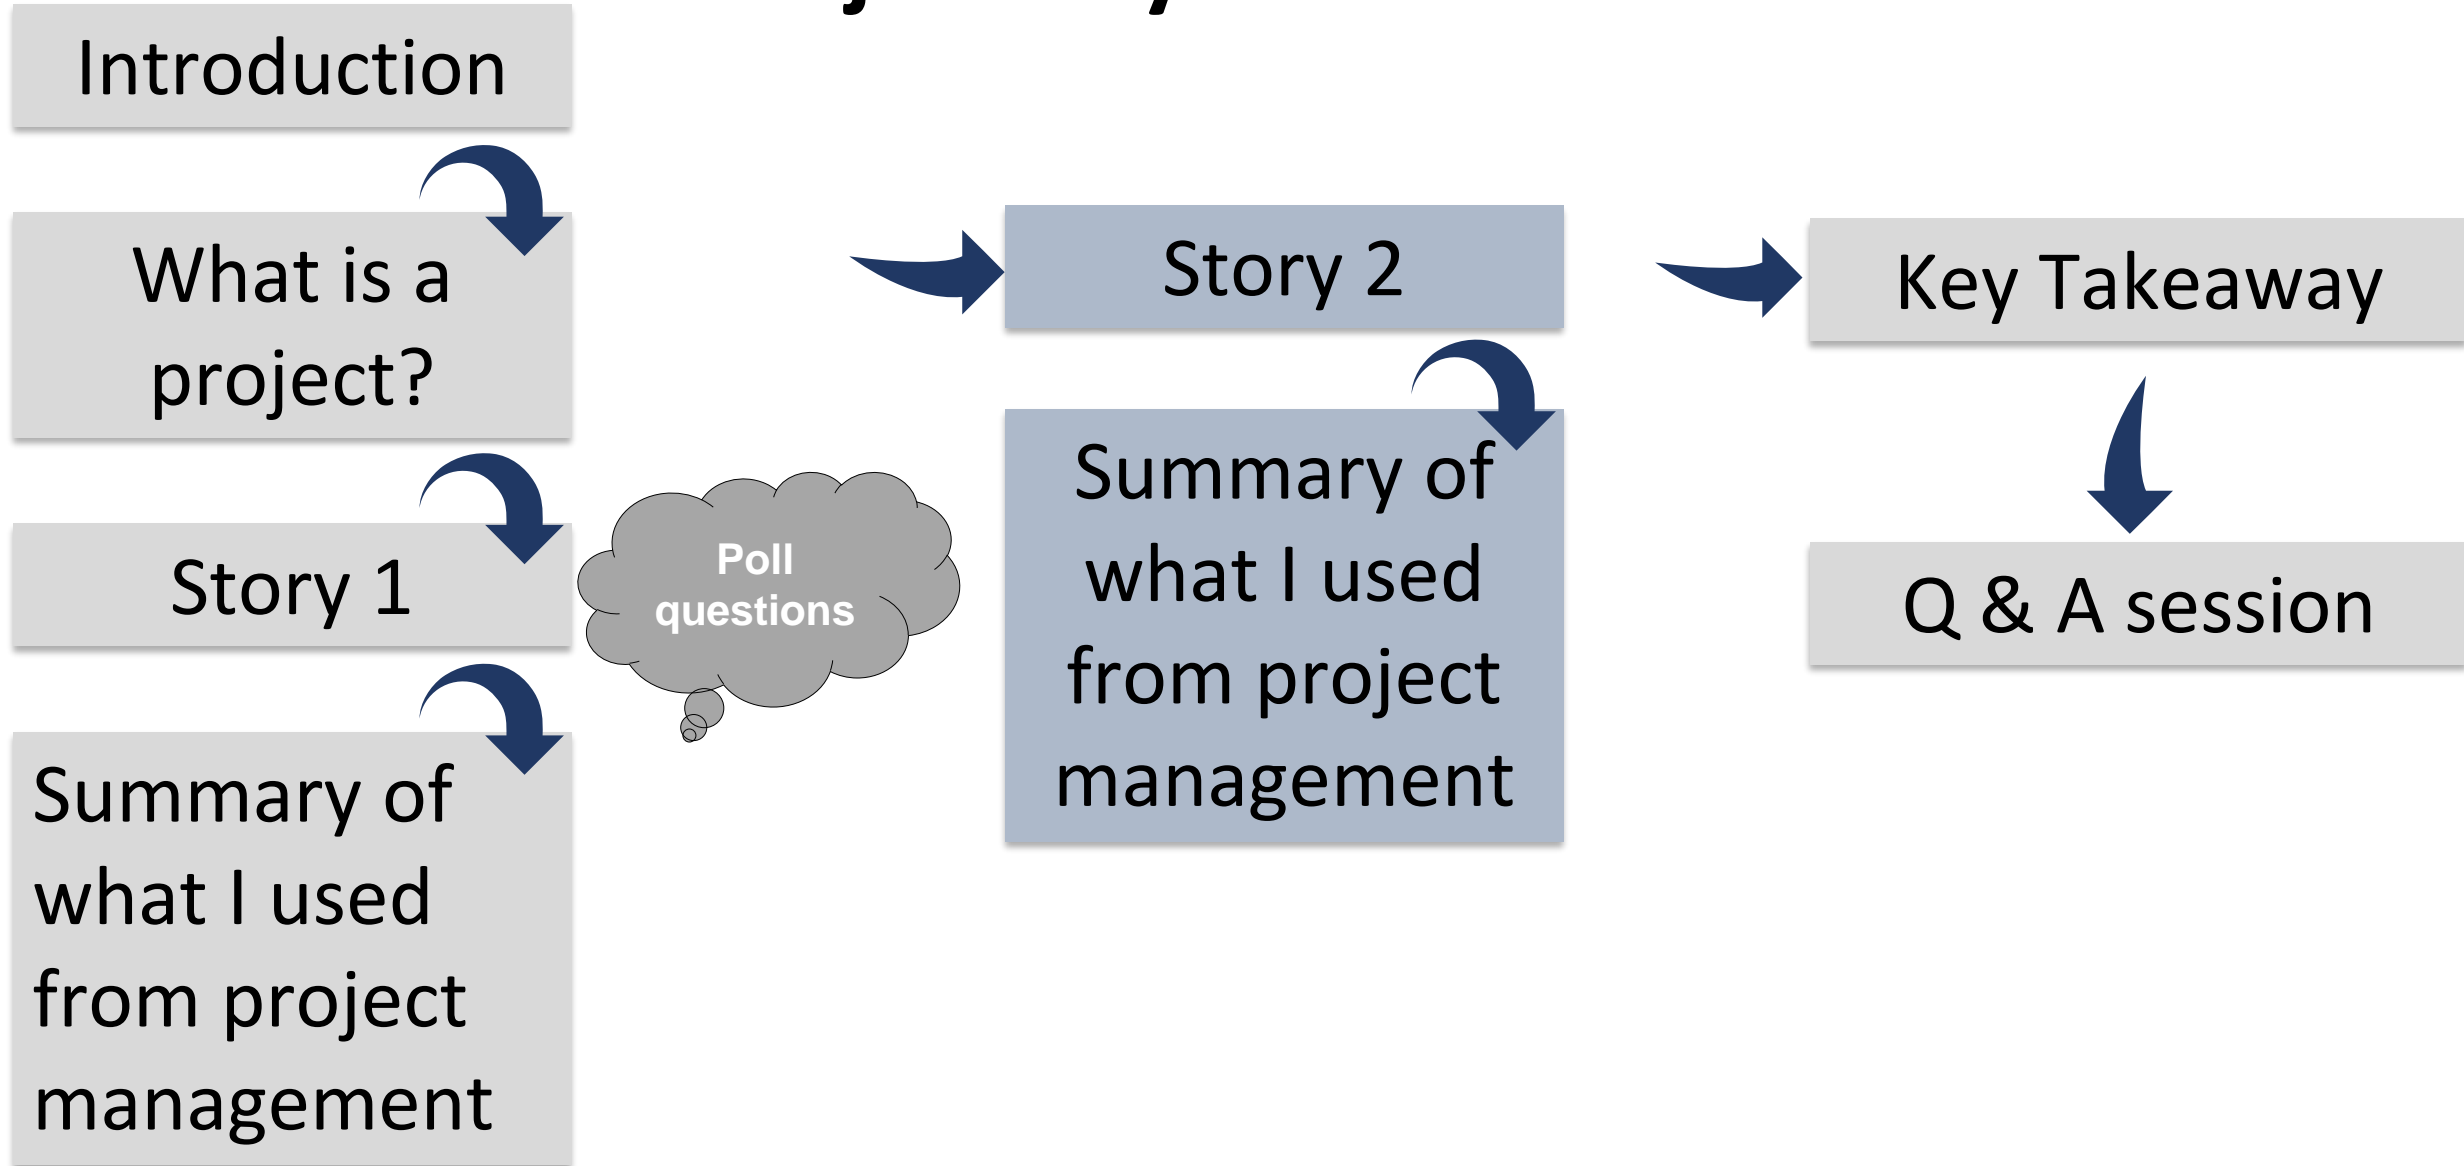 Introduction
What is a
project?
Story 1
Summary of
what I used
from project
management
Poll
questions
Story 2
Summary of
what I used
from project
management
Key Takeaway
Q & A session